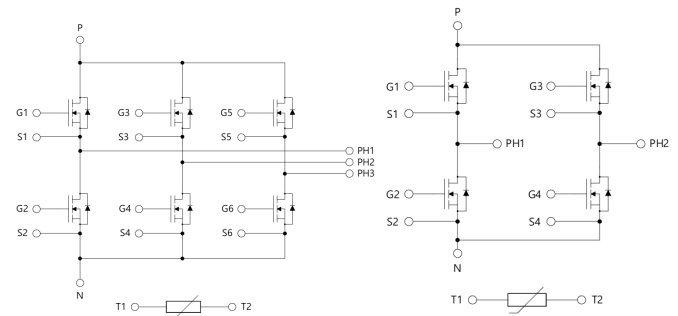 P
G1 G3 G5
S1 S3 S5
PH1
PH2
PH3
G2 G4 G6
S2 S4 S6
N
T1 T2
P
G1 G3
S1 S3
PH1 PH2
G2 G4
S2 S4
N
T1 T2